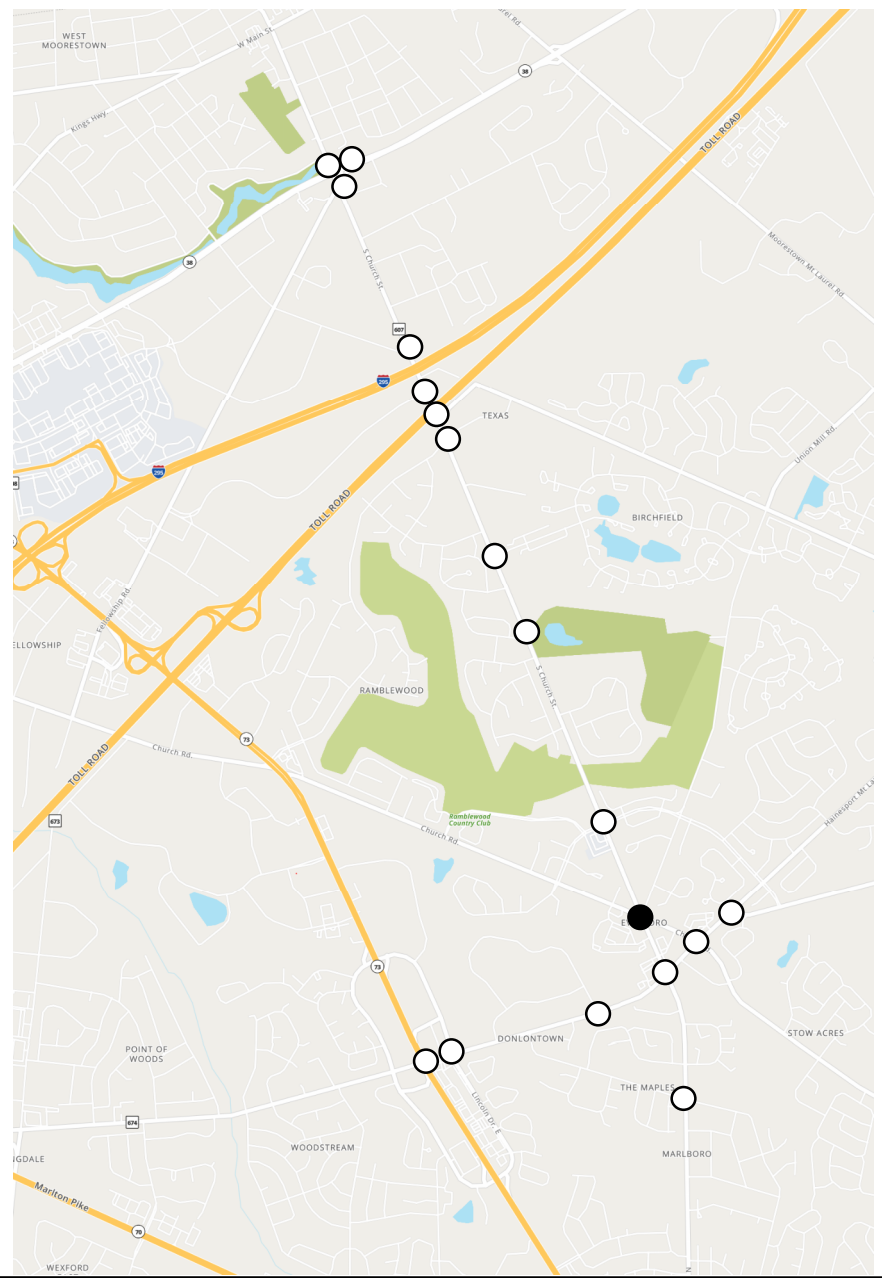 WEST
MOORESTOWN
W Main St
38
Kings Hwy
TOLL ROAD
Moorestown Mt Laurel Rd.
38
S Church St.
607
295
TEXAS
Union Mill Rd.
295
TOLL ROAD
BIRCHFIELD
Fellowship Rd.
ELLOWSHIP
RAMBLEWOOD
S Church St.
73
Church Rd.
TOLL ROAD
673
Ramblewood
Country Club
Hainesport Mt La
Church Rd.
73
DONLONTOWN
STOW ACRES
POINT OF
WOODS
THE MAPLES
674
Lincoln Dr. E
WOODSTREAM
MARLBORO
NGDALE
Marlton Pike
70
WEXFORD
N